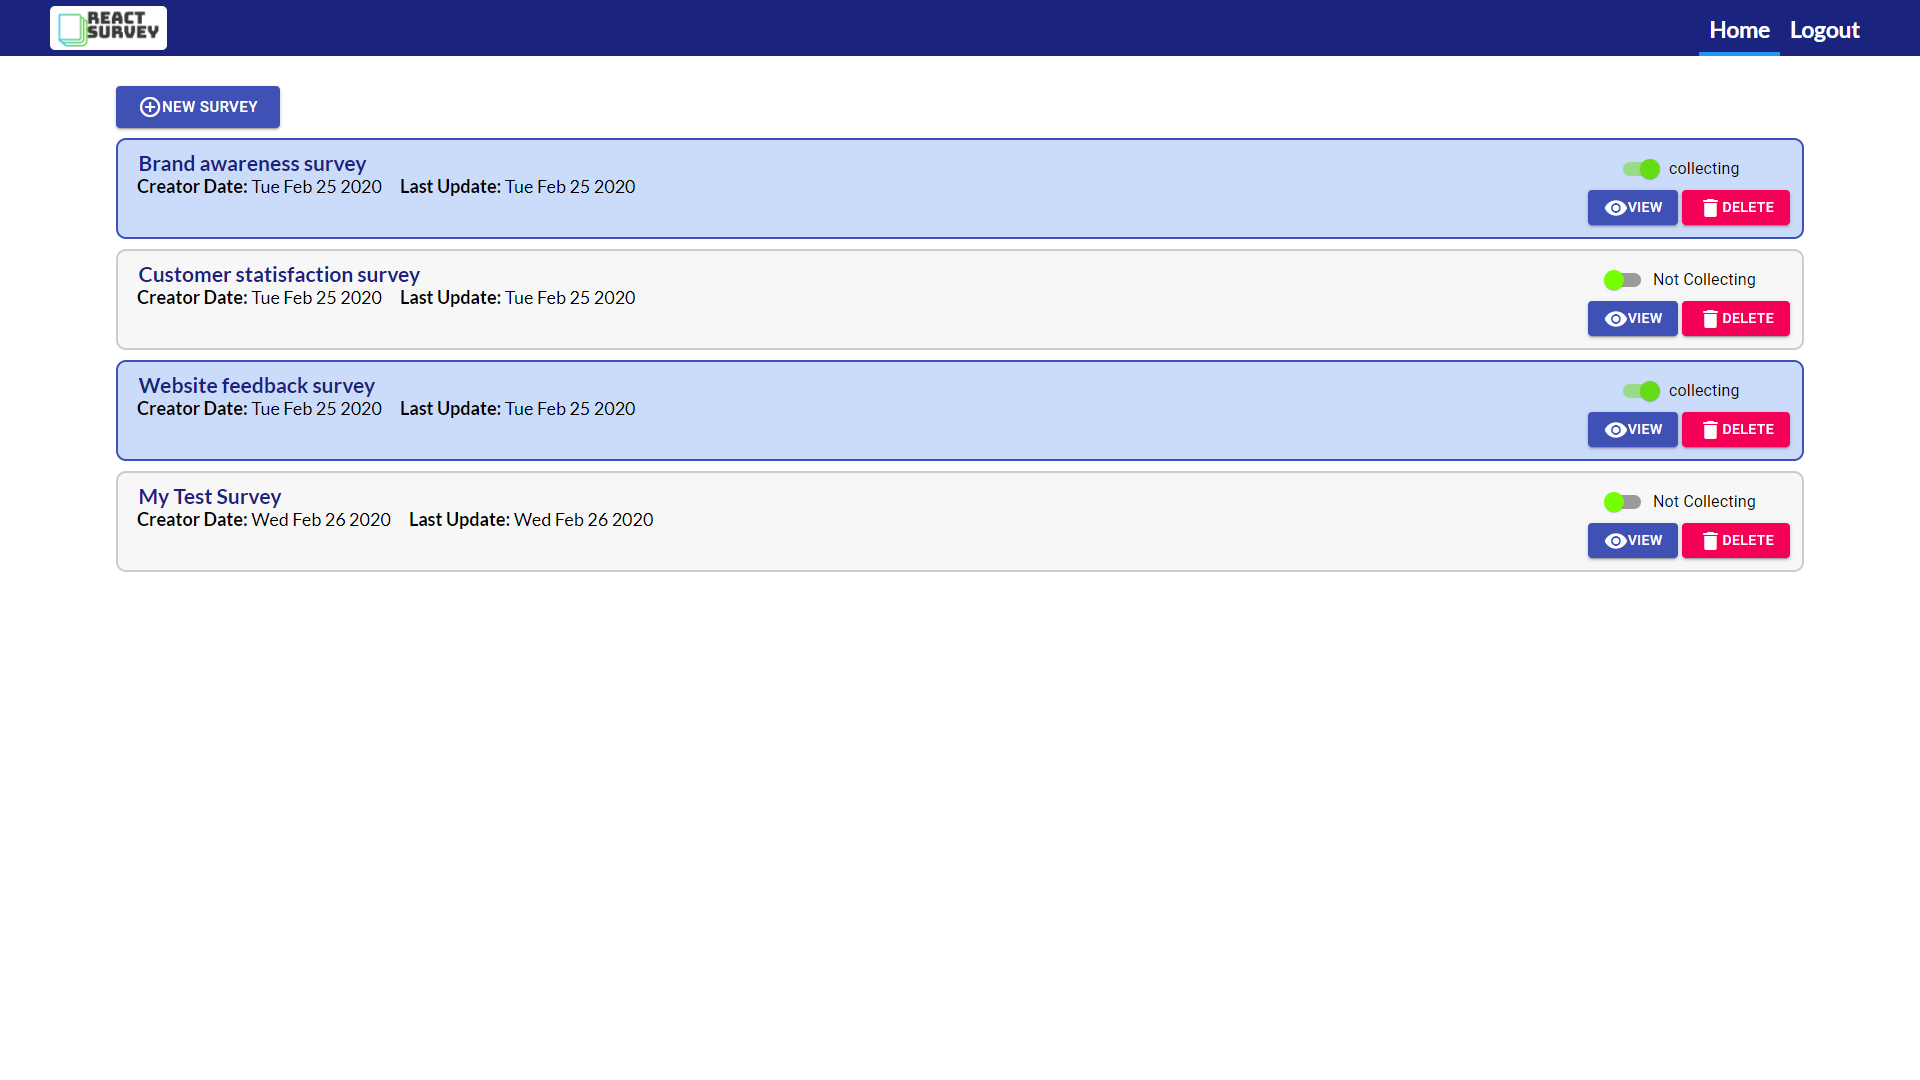 REACT
SURVEY
Home Logout
NEW SURVEY
Brand awareness survey
Creator Date: Tue Feb 25 2020 Last Update: Tue Feb 25 2020
collecting
VIEW DELETE
Customer statisfaction survey
Creator Date: Tue Feb 25 2020 Last Update: Tue Feb 25 2020
Not Collecting
VIEW DELETE
Website feedback survey
Creator Date: Tue Feb 25 2020 Last Update: Tue Feb 25 2020
collecting
VIEW DELETE
My Test Survey
Creator Date: Wed Feb 26 2020 Last Update: Wed Feb 26 2020
Not Collecting
VIEW DELETE